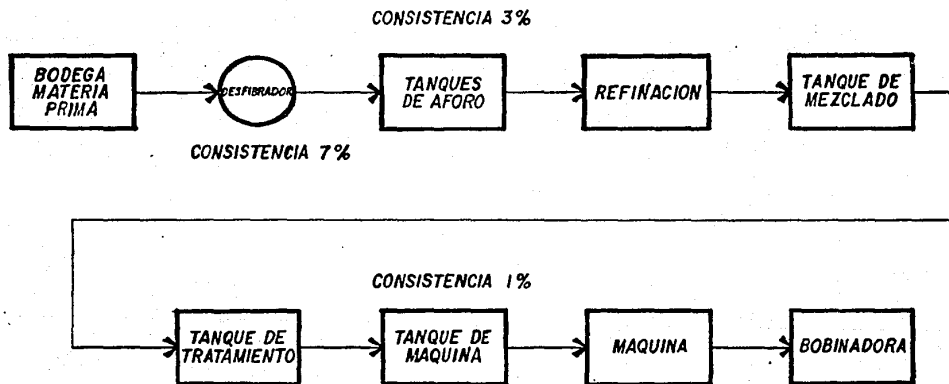 CONSISTENCIA 3%
BODEGA
MATERIA
PRIMA
DESFIBRADOR
TANQUES
DE AFORO
REFINACION
TANQUE DE
MEZCLADO
CONSISTENCIA 7%
CONSISTENCIA 1%
TANQUE DE
TRATAMIENTO
TANQUE DE
MAQUINA
MAQUINA
BOBINADORA